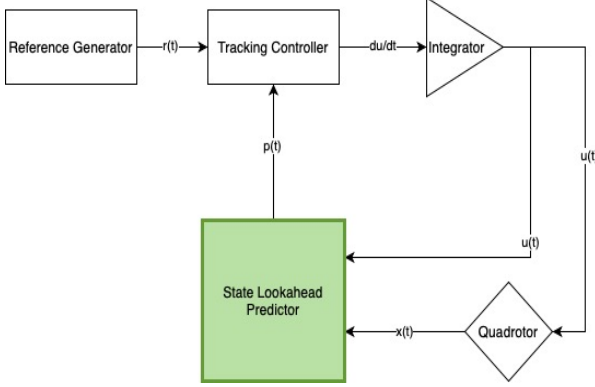 Reference Generator
r(t)
Tracking Controller
du/dt
Integrator
p(t)
u(t
u(t)
State Lookahead
Predictor
x(t)
Quadrotor